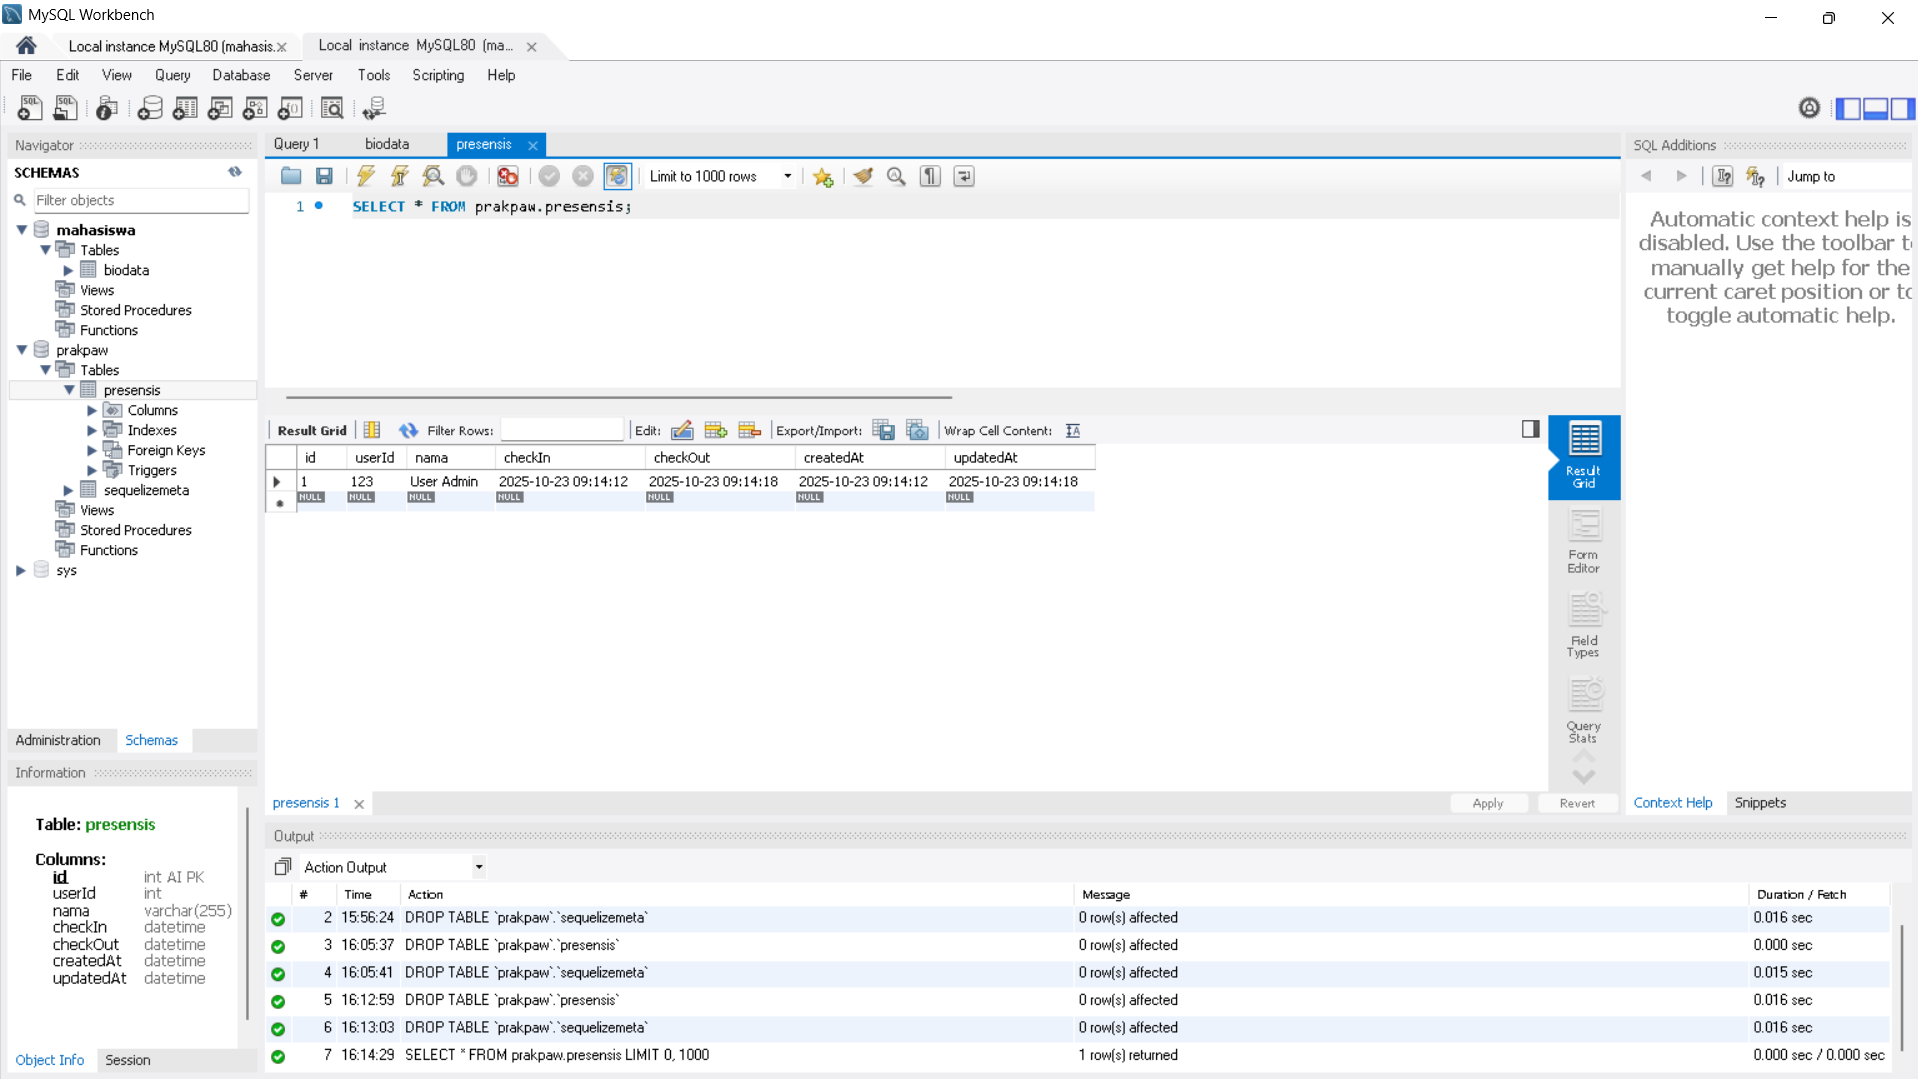 MySQL Workbench
Local instance MySQL80 (mahasis.
Local instance MySQL80 (ma...
File Edit View Query Database Server Tools Scripting Help
Navigator
SCHEMAS
Filter objects
mahasiswa
Tables
biodata
Views
Stored Procedures
Functions
prakpaw
Tables
presensis
Columns
Indexes
Foreign Keys
Triggers
sequelizemeta
Views
Stored Procedures
Functions
sys
Administration Schemas
Information
Table: presensis
Columns:
id int AI PK
userId int
nama varchar(255)
checkIn datetime
checkOut datetime
createdAt datetime
updatedAt datetime
Object Info Session
Query 1 biodata presensis
Limit to 1000 rows
1 SELECT * FROM prakpaw.presensis;
Result Grid Filter Rows: Edit: Export/Import: Wrap Cell Content:
id userId nama checkIn checkOut createdAt updatedAt
1 123 User Admin 2025-10-23 09:14:12 2025-10-23 09:14:18 2025-10-23 09:14:12 2025-10-23 09:14:18
NULL NULL NULL NULL NULL NULL NULL
Result
Grid
Form
Editor
Field
Types
Query
Stats
presensis 1
Apply Revert
SQL Additions
Jump to
Automatic context help is
disabled. Use the toolbar t
manually get help for the
current caret position or to
toggle automatic help.
Context Help Snippets
Output
Action Output
# Time Action Message Duration / Fetch
2 15:56:24 DROP TABLE `prakpaw`.`sequelizemeta` 0 row(s) affected 0.016 sec
3 16:05:37 DROP TABLE `prakpaw`.`presensis` 0 row(s) affected 0.000 sec
4 16:05:41 DROP TABLE `prakpaw`.`sequelizemeta` 0 row(s) affected 0.015 sec
5 16:12:59 DROP TABLE `prakpaw`.`presensis` 0 row(s) affected 0.016 sec
6 16:13:03 DROP TABLE `prakpaw`.`sequelizemeta` 0 row(s) affected 0.016 sec
7 16:14:29 SELECT * FROM prakpaw.presensis LIMIT 0, 1000 1 row(s) returned 0.000 sec / 0.000 sec